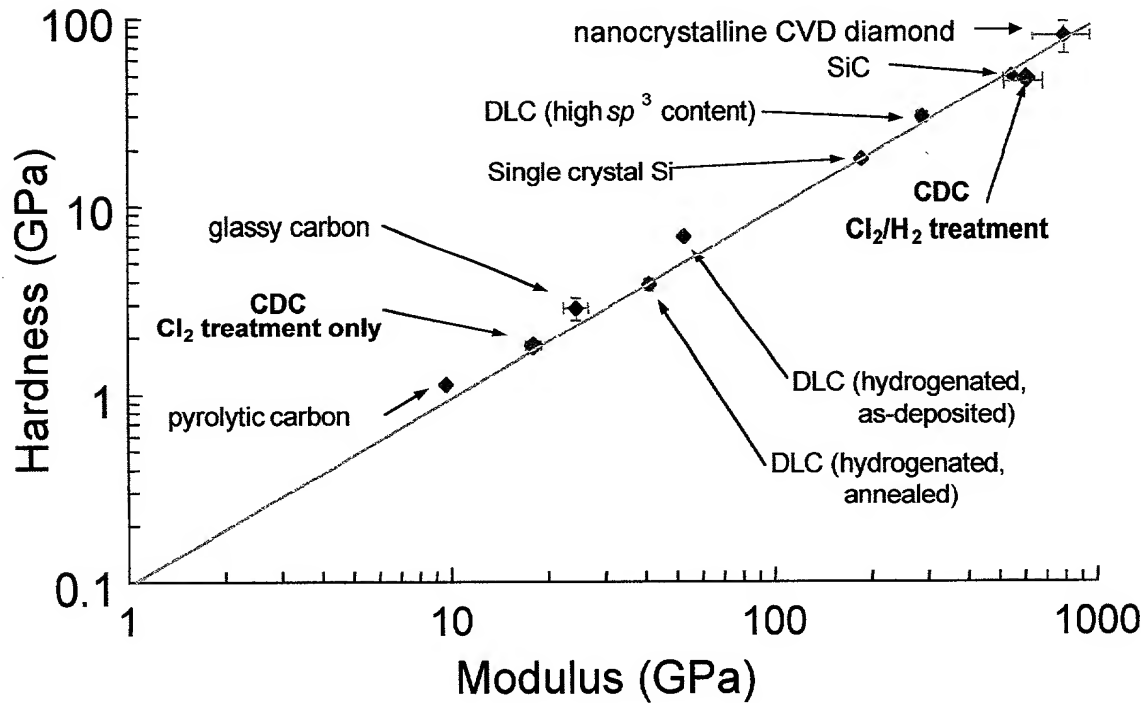 100
nanocrystalline CVD diamond
SiC
DLC (high sp 3 content)
Single crystal Si
CDC
Cl2/H2 treatment
10
glassy carbon
CDC
Cl2 treatment only
DLC (hydrogenated,
as-deposited)
1
pyrolytic carbon
DLC (hydrogenated,
annealed)
0.1
Hardness (GPa)
1
10
100
1000
Modulus (GPa)